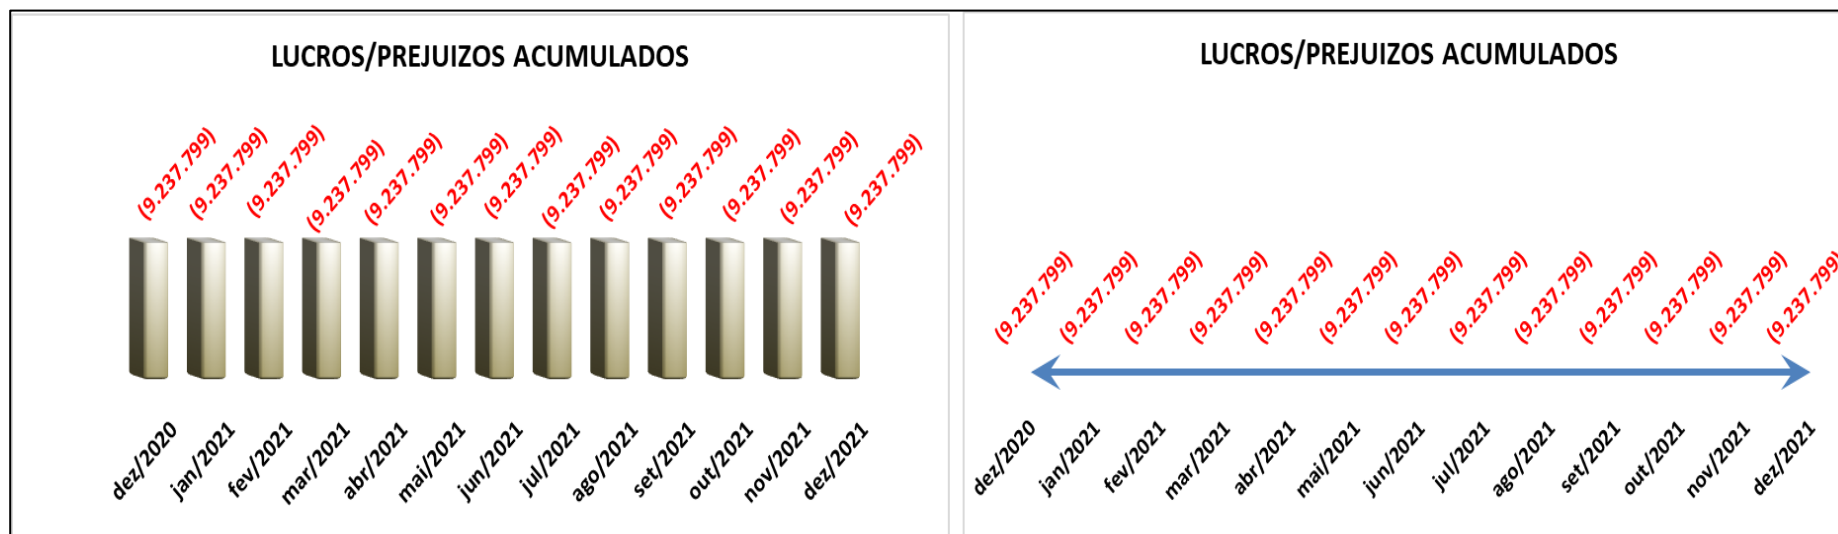 LUCROS/PREJUIZOS ACUMULADOS
(9.237.799) (9.237.799) (9.237.799) (9.237.799) (9.237.799) (9.237.799) (9.237.799) (9.237.799) (9.237.799) (9.237.799) (9.237.799) (9.237.799) (9.237.799)
dez/2020 jan/2021 fev/2021 mar/2021 abr/2021 mai/2021 jun/2021 jul/2021 ago/2021 set/2021 out/2021 nov/2021 dez/2021
LUCROS/PREJUIZOS ACUMULADOS
(9.237.799) (9.237.799) (9.237.799) (9.237.799) (9.237.799) (9.237.799) (9.237.799) (9.237.799) (9.237.799) (9.237.799) (9.237.799) (9.237.799) (9.237.799)
dez/2020 jan/2021 fev/2021 mar/2021 abr/2021 mai/2021 jun/2021 jul/2021 ago/2021 set/2021 out/2021 nov/2021 dez/2021